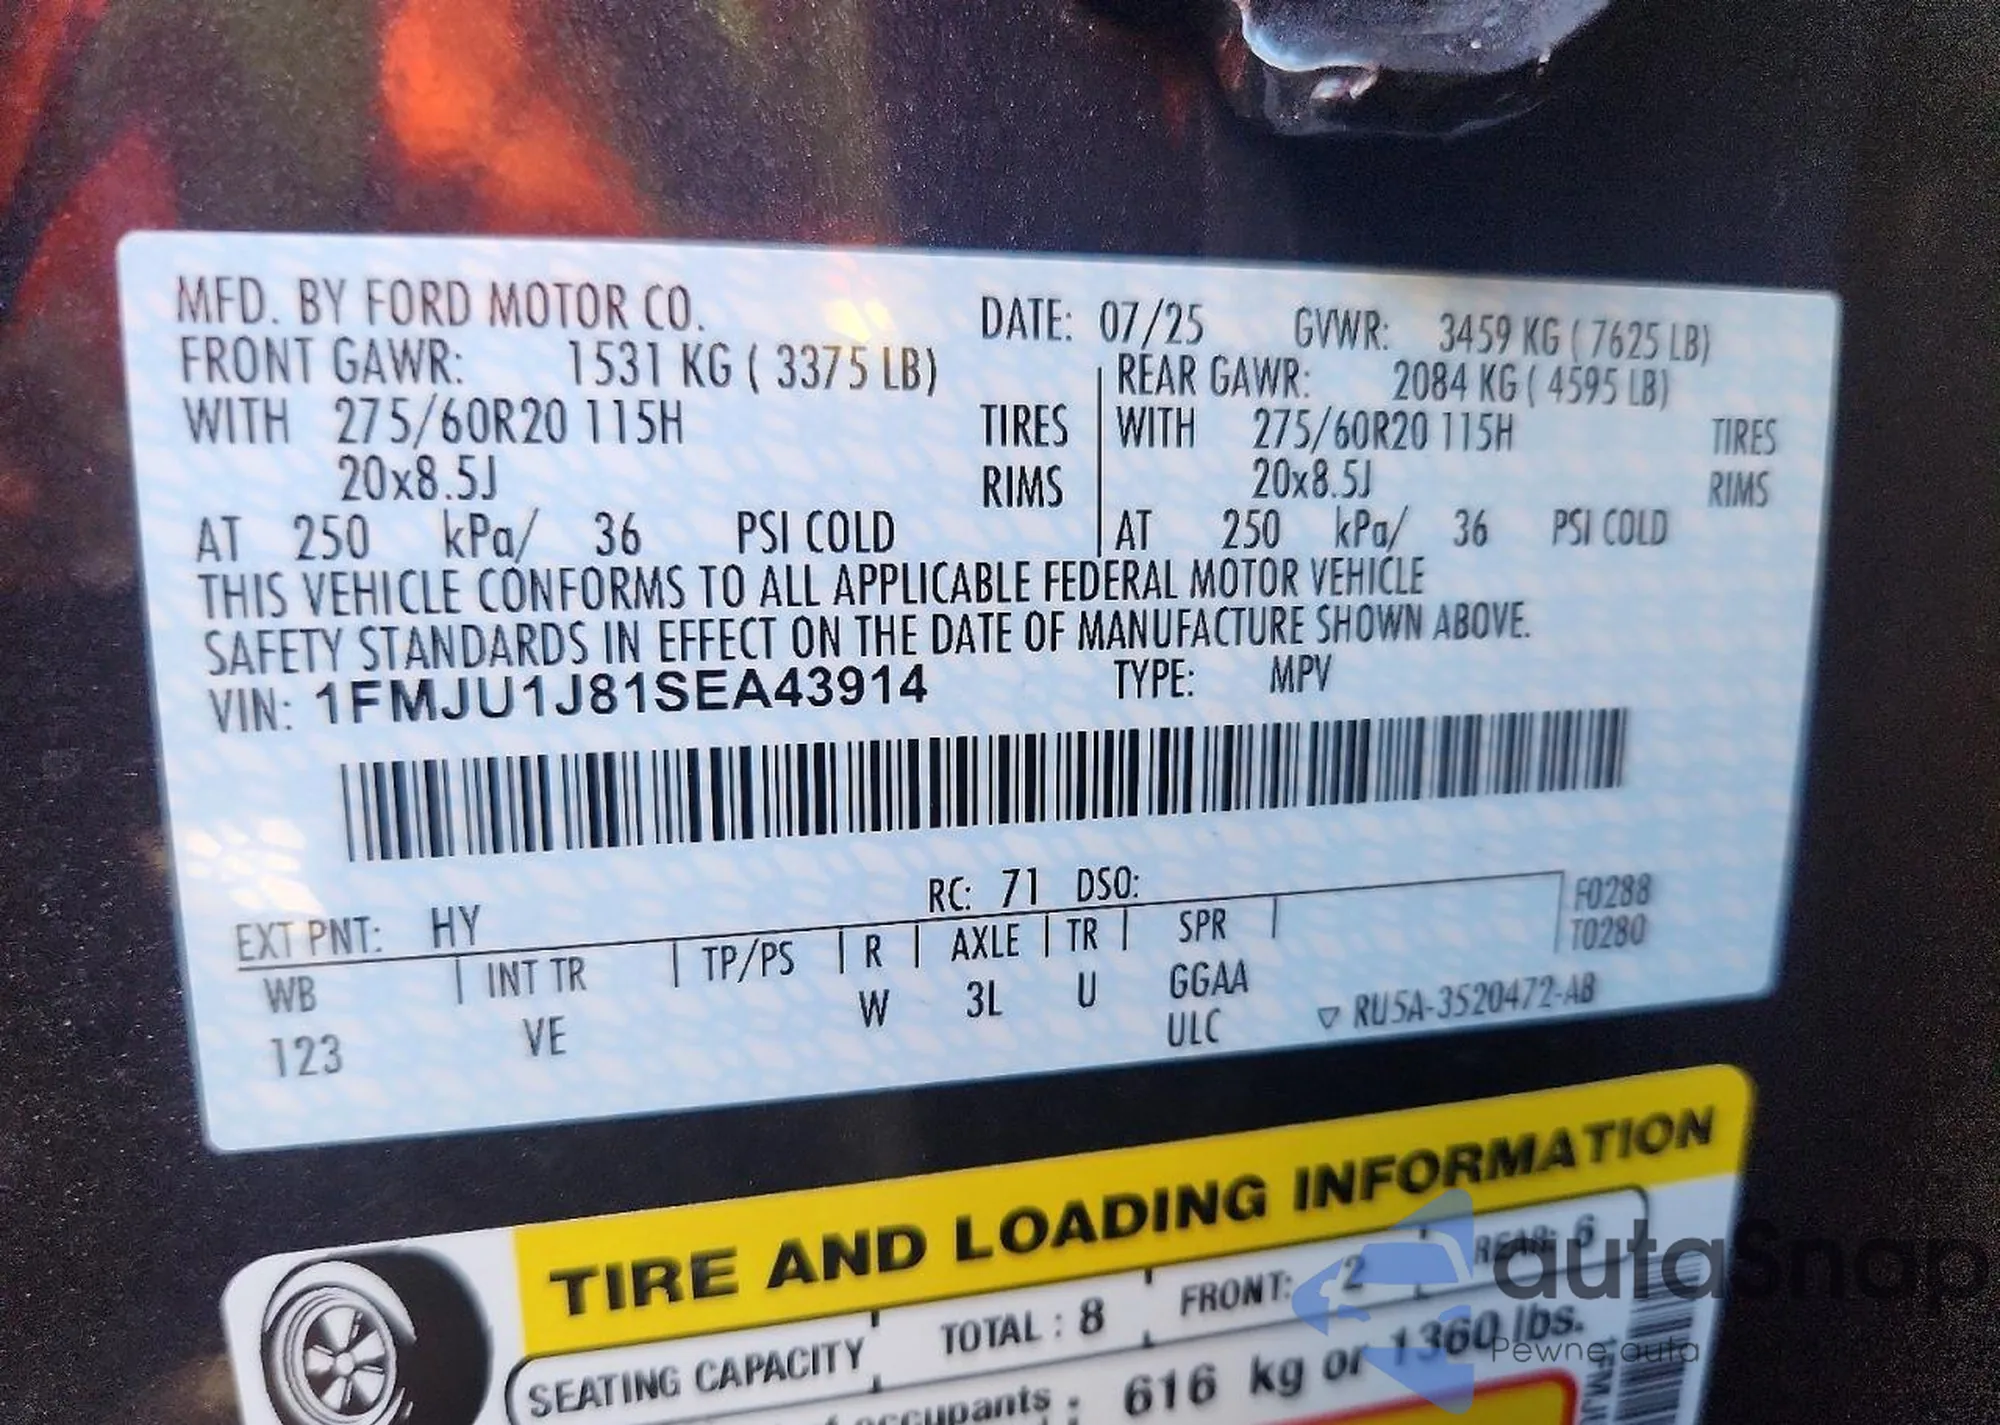 MFD. BY FORD MOTOR CO. DATE: 07/25 GVWR: 3459 KG ( 7625 LB)
FRONT GAWR: 1531 KG ( 3375 LB) REAR GAWR: 2084 KG ( 4595 LB)
WITH 275/60R20 115H TIRES WITH 275/60R20 115H TIRES
20x8.5J RIMS 20x8.5J RIMS
AT 250 kPa/ 36 PSI COLD AT 250 kPa/ 36 PSI COLD
THIS VEHICLE CONFORMS TO ALL APPLICABLE FEDERAL MOTOR VEHICLE
SAFETY STANDARDS IN EFFECT ON THE DATE OF MANUFACTURE SHOWN ABOVE.
VIN: 1FMJU1J81SEA43914 TYPE: MPV
EXT PNT: HY RC: 71 DSO: F0288
WB INT TR TP/PS R AXLE TR SPR T0280
123 VE W 3L U GGAA
ULC ▽ RU5A-3520472-AB
TIRE AND LOADING INFORMATION
SEATING CAPACITY TOTAL : 8 FRONT: 2 REAR: 6
occupants : 616 kg or 1360 lbs.
autaSnap
Pewne auta